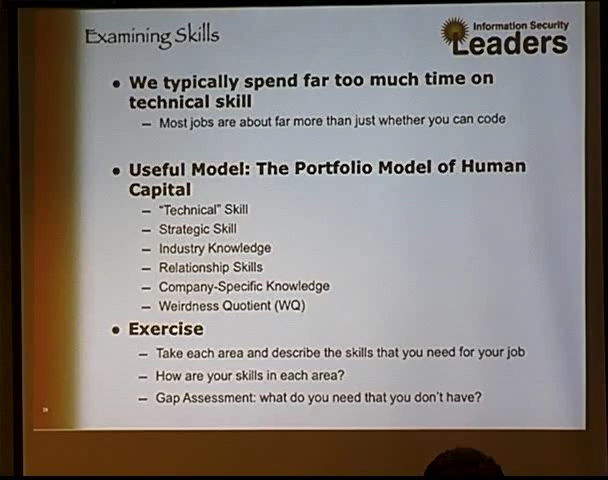 Examining Skills
Information Security
Leaders
• We typically spend far too much time on
technical skill
– Most jobs are about far more than just whether you can code
• Useful Model: The Portfolio Model of Human
Capital
– "Technical" Skill
– Strategic Skill
– Industry Knowledge
– Relationship Skills
– Company-Specific Knowledge
– Weirdness Quotient (WQ)
• Exercise
– Take each area and describe the skills that you need for your job
– How are your skills in each area?
– Gap Assessment: what do you need that you don't have?